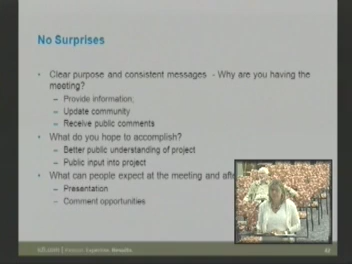 No Surprises
• Clear purpose and consistent messages - Why are you having the
meeting?
– Provide information;
– Update community
– Receive public comments
• What do you hope to accomplish?
– Better public understanding of project
– Public input into project
• What can people expect at the meeting and afte
– Presentation
– Comment opportunities